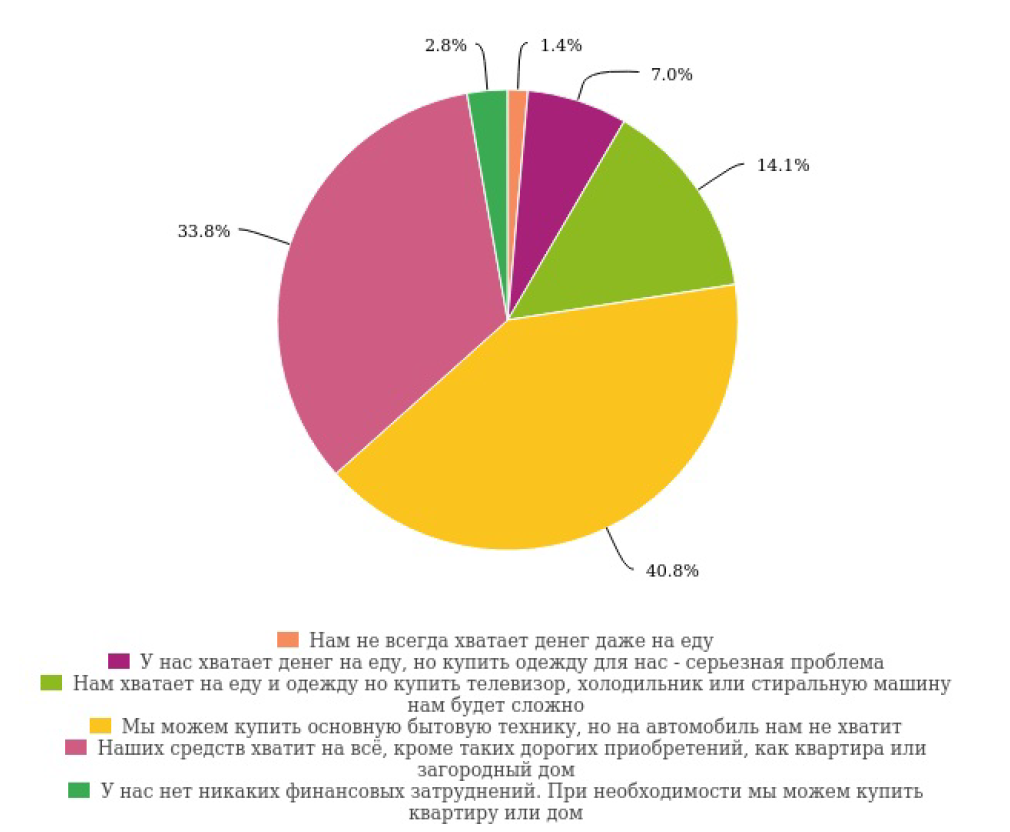 2.8%
1.4%
7.0%
14.1%
33.8%
40.8%
Нам не всегда хватает денег даже на еду
У нас хватает денег на еду, но купить одежду для нас - серьезная проблема
Нам хватает на еду и одежду но купить телевизор, холодильник или стиральную машину
нам будет сложно
Мы можем купить основную бытовую технику, но на автомобиль нам не хватит
Наших средств хватит на всё, кроме таких дорогих приобретений, как квартира или
загородный дом
У нас нет никаких финансовых затруднений. При необходимости мы можем купить
квартиру или дом